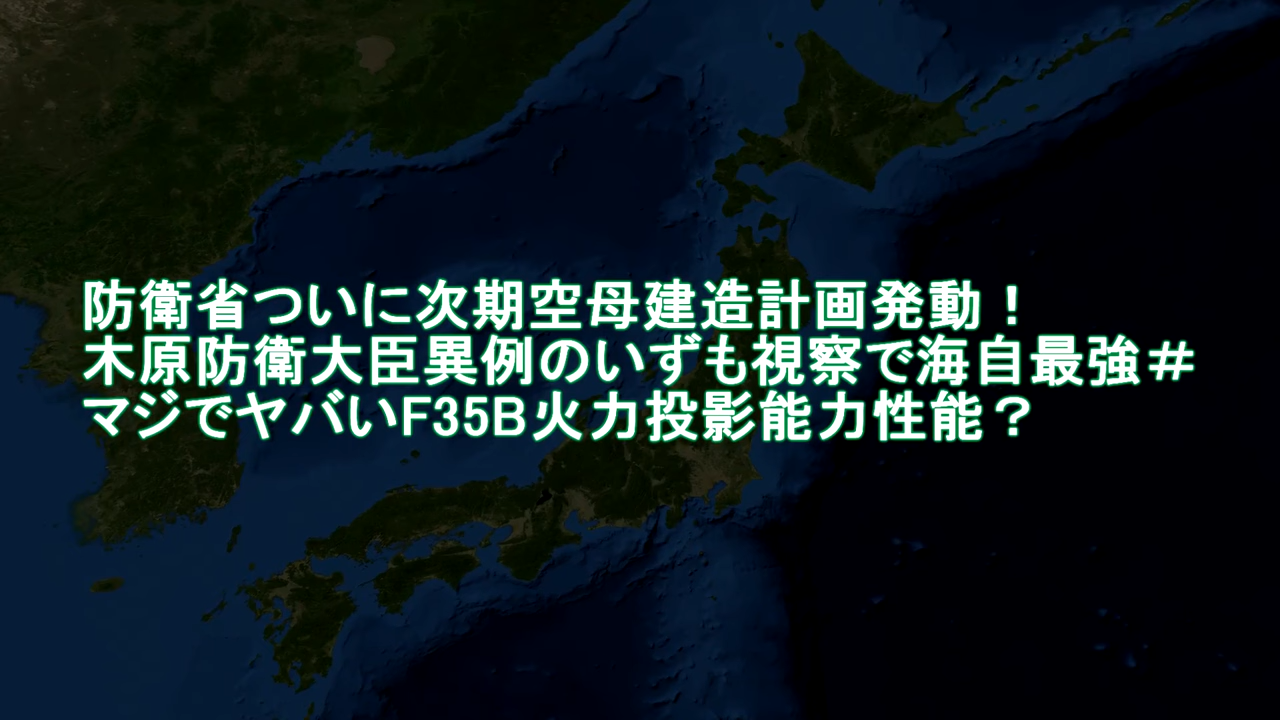 防衛省ついに次期空母建造計画発動！
木原防衛大臣異例のいずも視察で海自最強＃
マジでヤバいF35B火力投影能力性能？